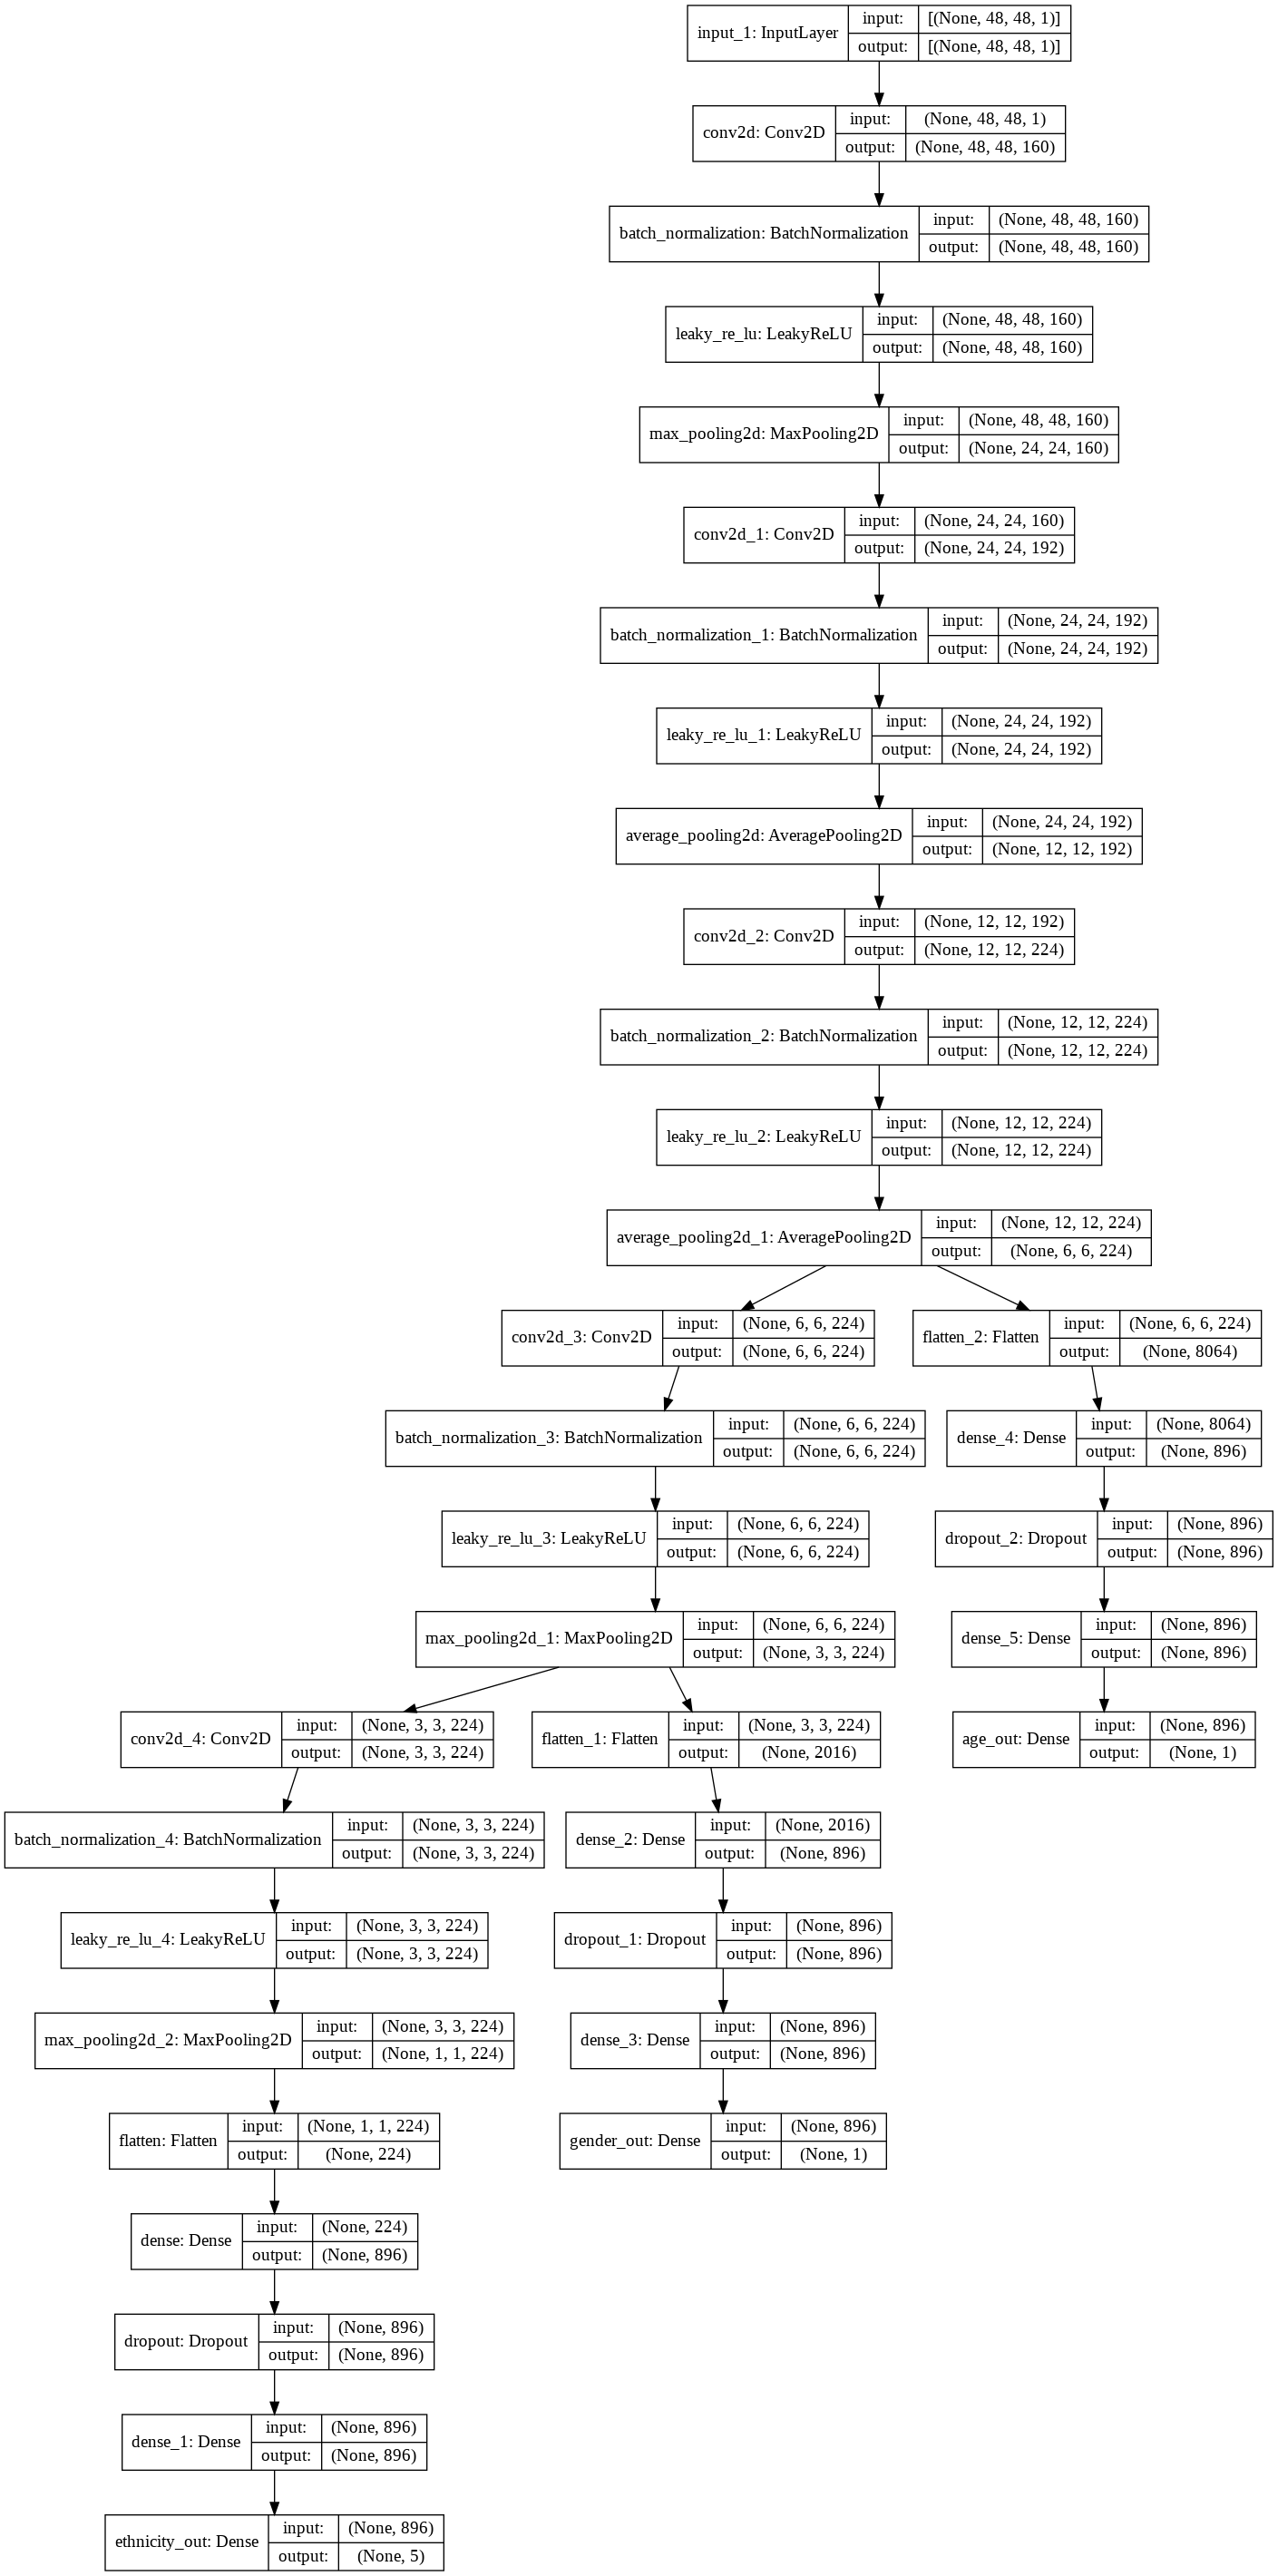 input_1: InputLayer
input: [(None, 48, 48, 1)]
output: [(None, 48, 48, 1)]
conv2d: Conv2D
input: (None, 48, 48, 1)
output: (None, 48, 48, 160)
batch_normalization: BatchNormalization
input: (None, 48, 48, 160)
output: (None, 48, 48, 160)
leaky_re_lu: LeakyReLU
input: (None, 48, 48, 160)
output: (None, 48, 48, 160)
max_pooling2d: MaxPooling2D
input: (None, 48, 48, 160)
output: (None, 24, 24, 160)
conv2d_1: Conv2D
input: (None, 24, 24, 160)
output: (None, 24, 24, 192)
batch_normalization_1: BatchNormalization
input: (None, 24, 24, 192)
output: (None, 24, 24, 192)
leaky_re_lu_1: LeakyReLU
input: (None, 24, 24, 192)
output: (None, 24, 24, 192)
average_pooling2d: AveragePooling2D
input: (None, 24, 24, 192)
output: (None, 12, 12, 192)
conv2d_2: Conv2D
input: (None, 12, 12, 192)
output: (None, 12, 12, 224)
batch_normalization_2: BatchNormalization
input: (None, 12, 12, 224)
output: (None, 12, 12, 224)
leaky_re_lu_2: LeakyReLU
input: (None, 12, 12, 224)
output: (None, 12, 12, 224)
average_pooling2d_1: AveragePooling2D
input: (None, 12, 12, 224)
output: (None, 6, 6, 224)
conv2d_3: Conv2D
input: (None, 6, 6, 224)
output: (None, 6, 6, 224)
flatten_2: Flatten
input: (None, 6, 6, 224)
output: (None, 8064)
batch_normalization_3: BatchNormalization
input: (None, 6, 6, 224)
output: (None, 6, 6, 224)
dense_4: Dense
input: (None, 8064)
output: (None, 896)
leaky_re_lu_3: LeakyReLU
input: (None, 6, 6, 224)
output: (None, 6, 6, 224)
dropout_2: Dropout
input: (None, 896)
output: (None, 896)
max_pooling2d_1: MaxPooling2D
input: (None, 6, 6, 224)
output: (None, 3, 3, 224)
dense_5: Dense
input: (None, 896)
output: (None, 896)
conv2d_4: Conv2D
input: (None, 3, 3, 224)
output: (None, 3, 3, 224)
flatten_1: Flatten
input: (None, 3, 3, 224)
output: (None, 2016)
age_out: Dense
input: (None, 896)
output: (None, 1)
batch_normalization_4: BatchNormalization
input: (None, 3, 3, 224)
output: (None, 3, 3, 224)
dense_2: Dense
input: (None, 2016)
output: (None, 896)
leaky_re_lu_4: LeakyReLU
input: (None, 3, 3, 224)
output: (None, 3, 3, 224)
dropout_1: Dropout
input: (None, 896)
output: (None, 896)
max_pooling2d_2: MaxPooling2D
input: (None, 3, 3, 224)
output: (None, 1, 1, 224)
dense_3: Dense
input: (None, 896)
output: (None, 896)
flatten: Flatten
input: (None, 1, 1, 224)
output: (None, 224)
gender_out: Dense
input: (None, 896)
output: (None, 1)
dense: Dense
input: (None, 224)
output: (None, 896)
dropout: Dropout
input: (None, 896)
output: (None, 896)
dense_1: Dense
input: (None, 896)
output: (None, 896)
ethnicity_out: Dense
input: (None, 896)
output: (None, 5)